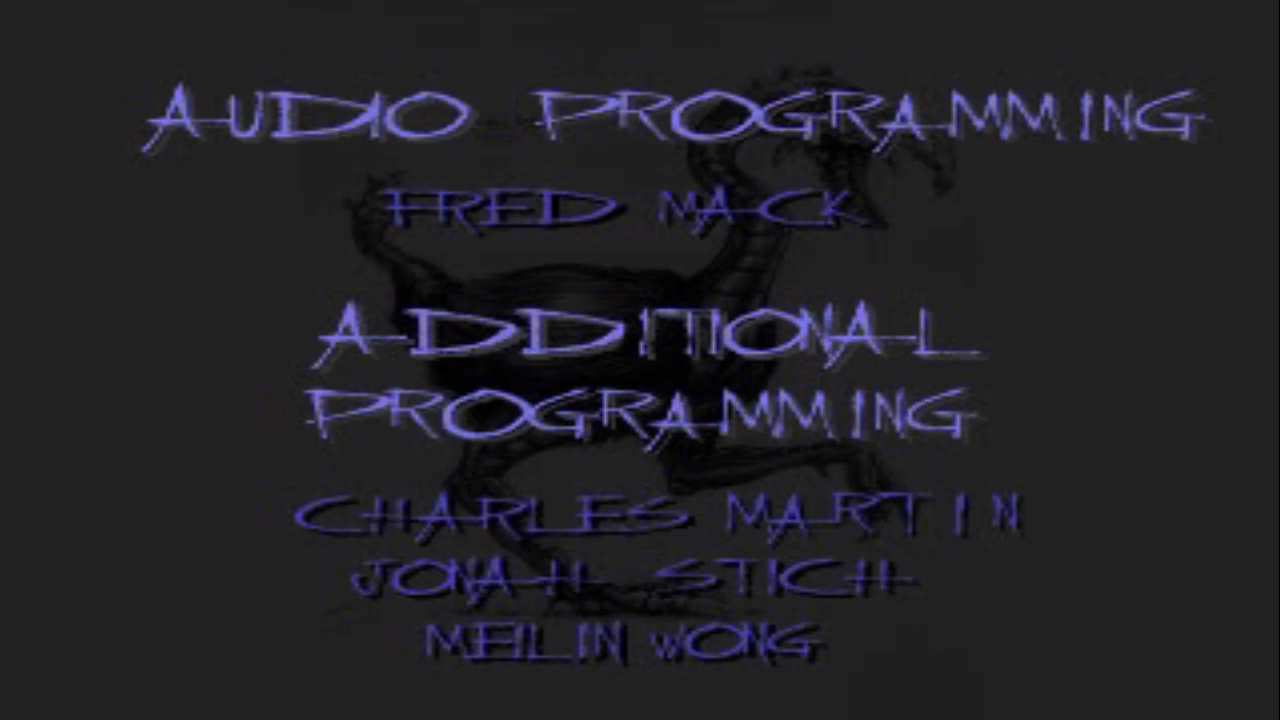 AUDIO PROGRAMMING
FRED MACK
ADDITIONAL
PROGRAMMING
CHARLES MARTIN
JONAH STICH
MEILIN WONG